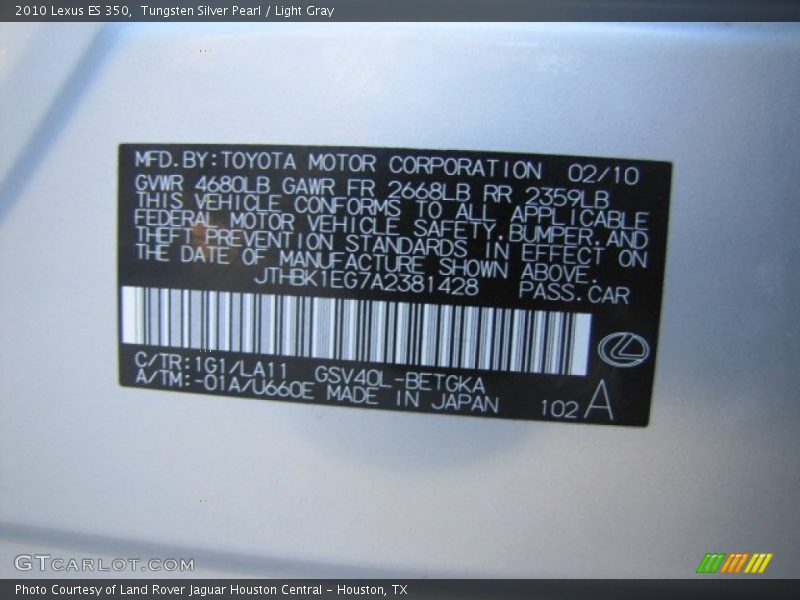 2010 Lexus ES 350,  Tungsten Silver Pearl / Light Gray
MFD.BY:TOYOTA MOTOR CORPORATION 02/10
GVWR 4680LB GAWR FR 2668LB RR 2359LB
THIS VEHICLE CONFORMS TO ALL APPLICABLE
FEDERAL MOTOR VEHICLE SAFETY,BUMPER,AND
THEFT PREVENTION STANDARDS IN EFFECT ON
THE DATE OF MANUFACTURE SHOWN ABOVE.
JTHBK1EG7A2381428 PASS.CAR
C/TR:1G1/LA11 GSV40L-BETGKA
A/TM:-01A/U660E MADE IN JAPAN 102 A
GTCARLOT.COM
Photo Courtesy of Land Rover Jaguar Houston Central - Houston, TX